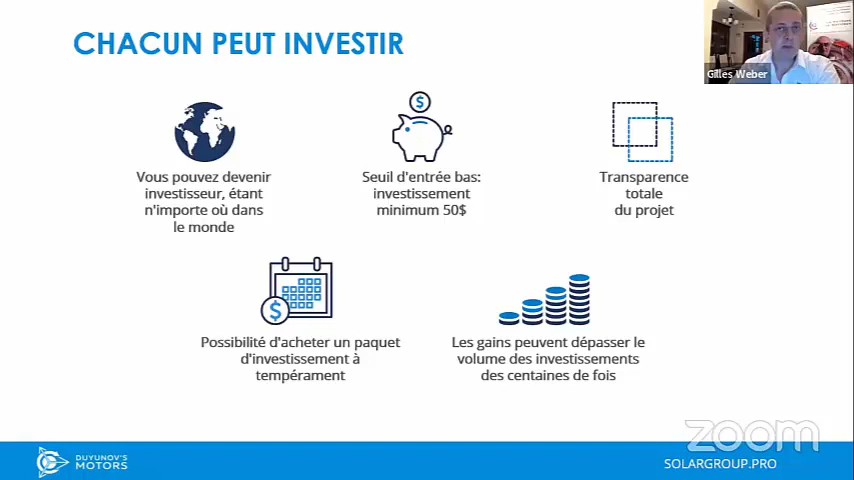 CHACUN PEUT INVESTIR
Gilles Weber
Vous pouvez devenir
investisseur, étant
n'importe où dans
le monde
$
Seuil d'entrée bas:
investissement
minimum 50$
Transparence
totale
du projet
$
Possibilité d'acheter un paquet
d'investissement à
tempérament
Les gains peuvent dépasser le
volume des investissements
des centaines de fois
zoom
DUYUNOV'S
MOTORS
SOLARGROUP.PRO